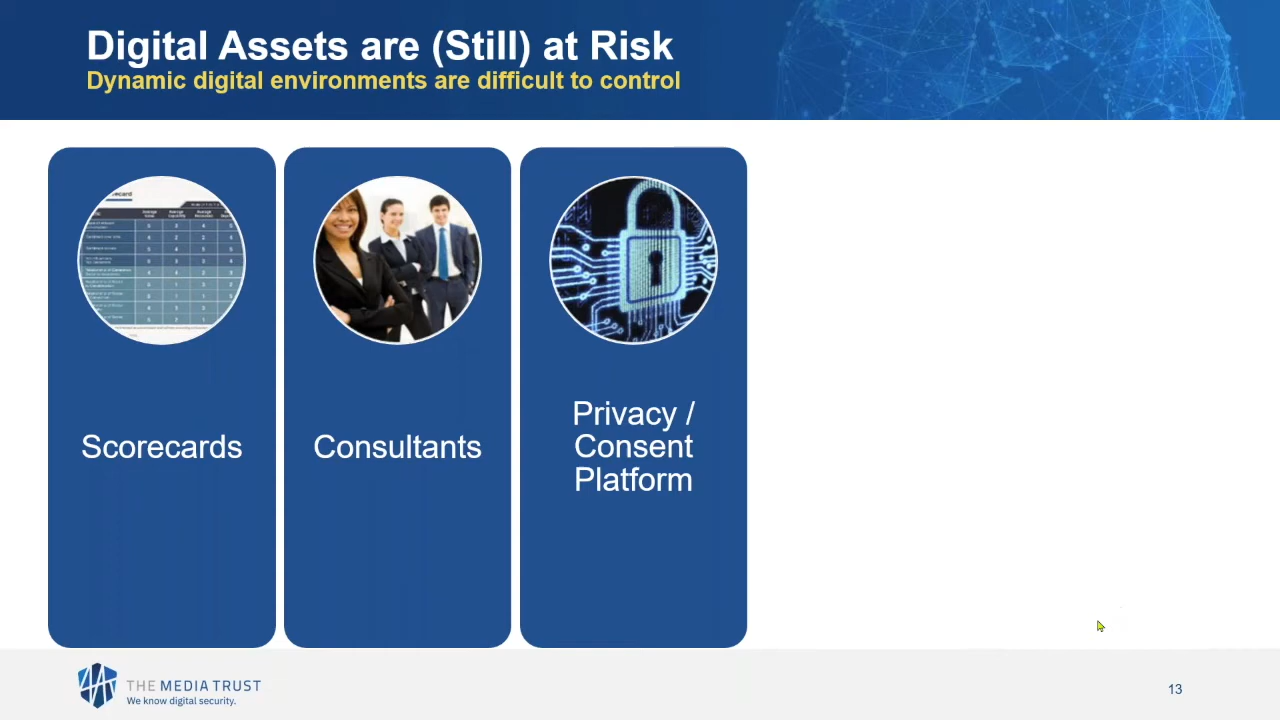 Digital Assets are (Still) at Risk
Dynamic digital environments are difficult to control
Scorecards
Consultants
Privacy /
Consent
Platform
THE MEDIA TRUST
We know digital security.
13